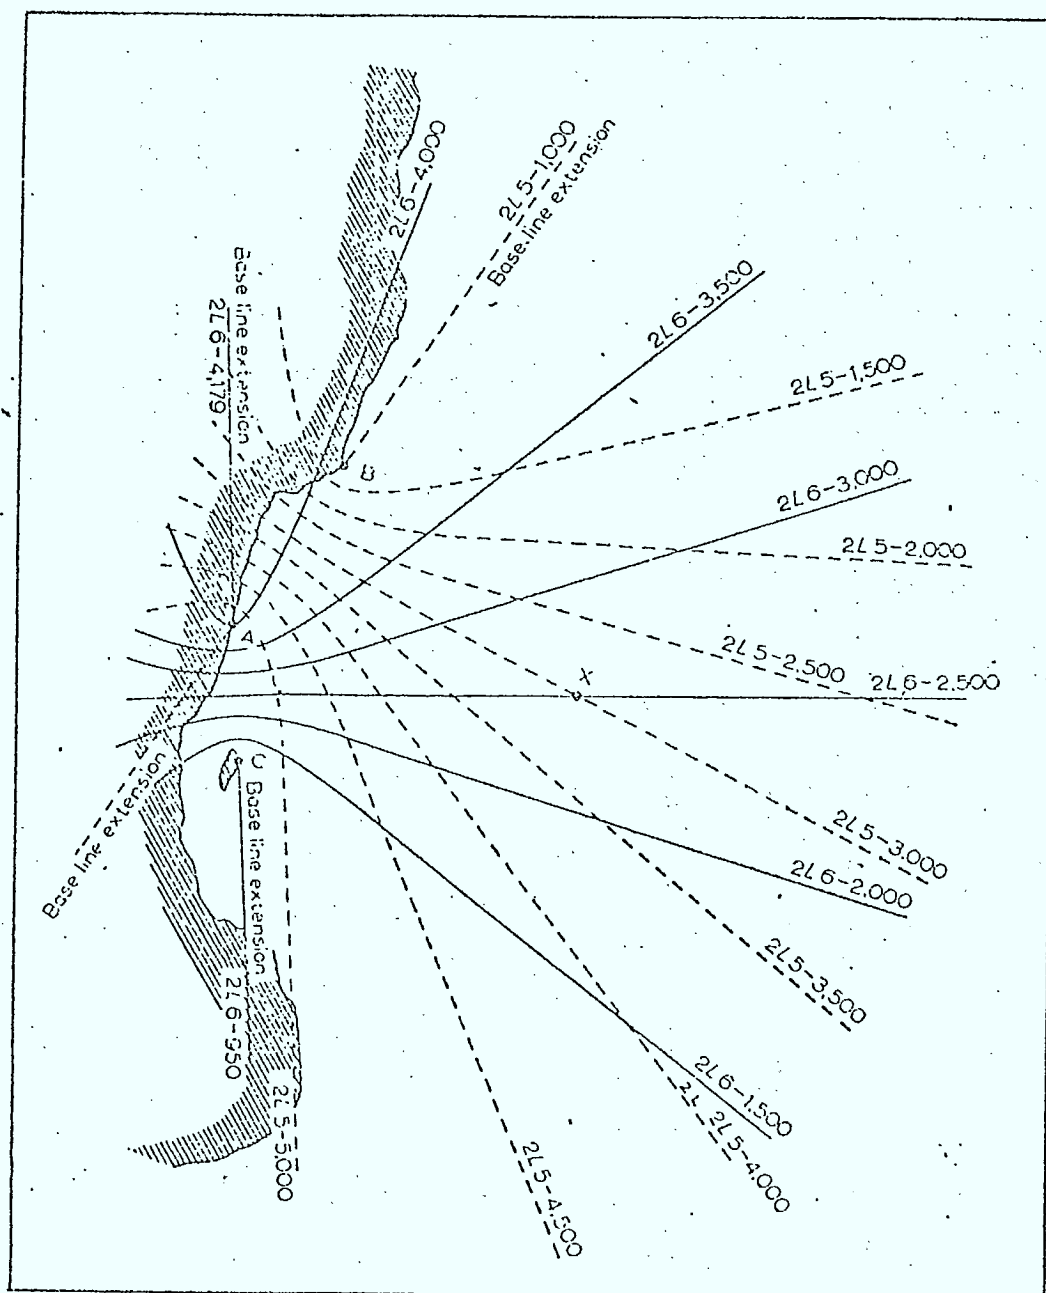 2L6-4,000
2L5-1,000
Base line extension
Base line extension
2L6-4,179
2L6-3,500
2L5-1,500
2L6-3,000
2L5-2,000
B
A
2L5-2,500
2L6-2,500
X
C
Base line extension
Base line extension
2L6-950
2L5-5,000
2L5-3,000
2L6-2,000
2L5-3,500
2L6-1,500
2L5-4,000
2L5-4,500